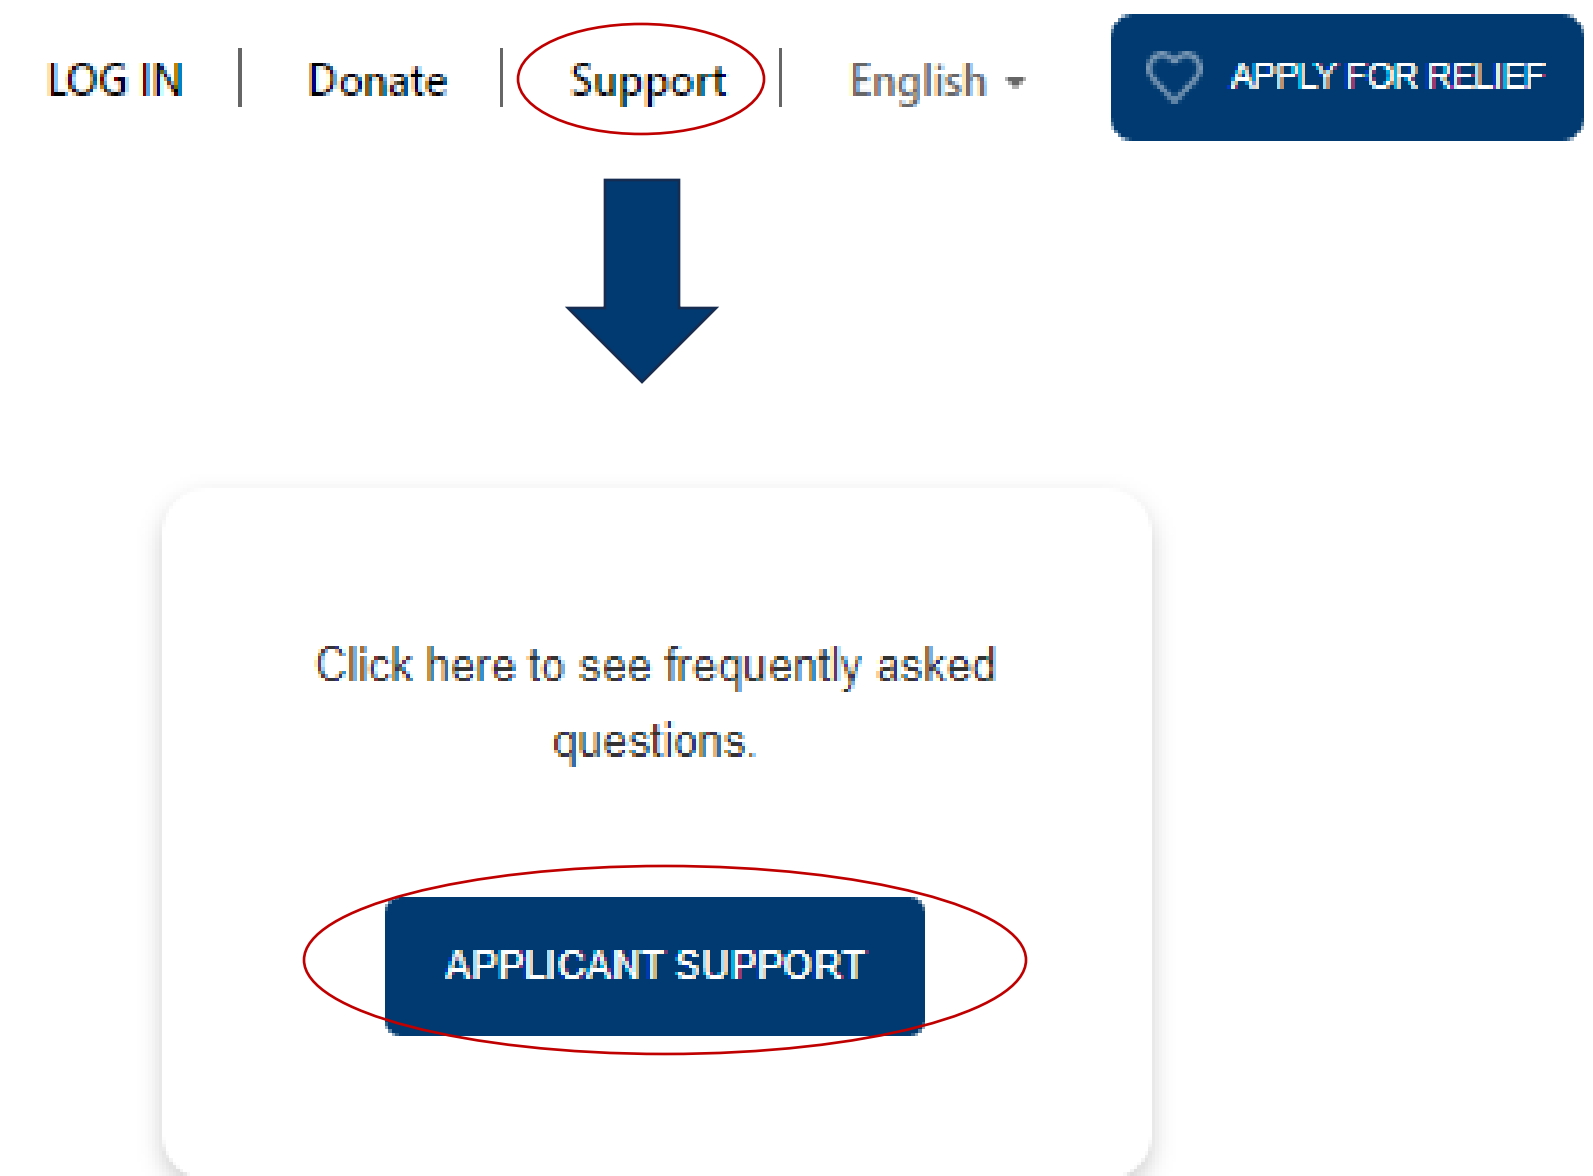 LOG IN Donate Support English APPLY FOR RELIEF
Click here to see frequently asked
questions.
APPLICANT SUPPORT